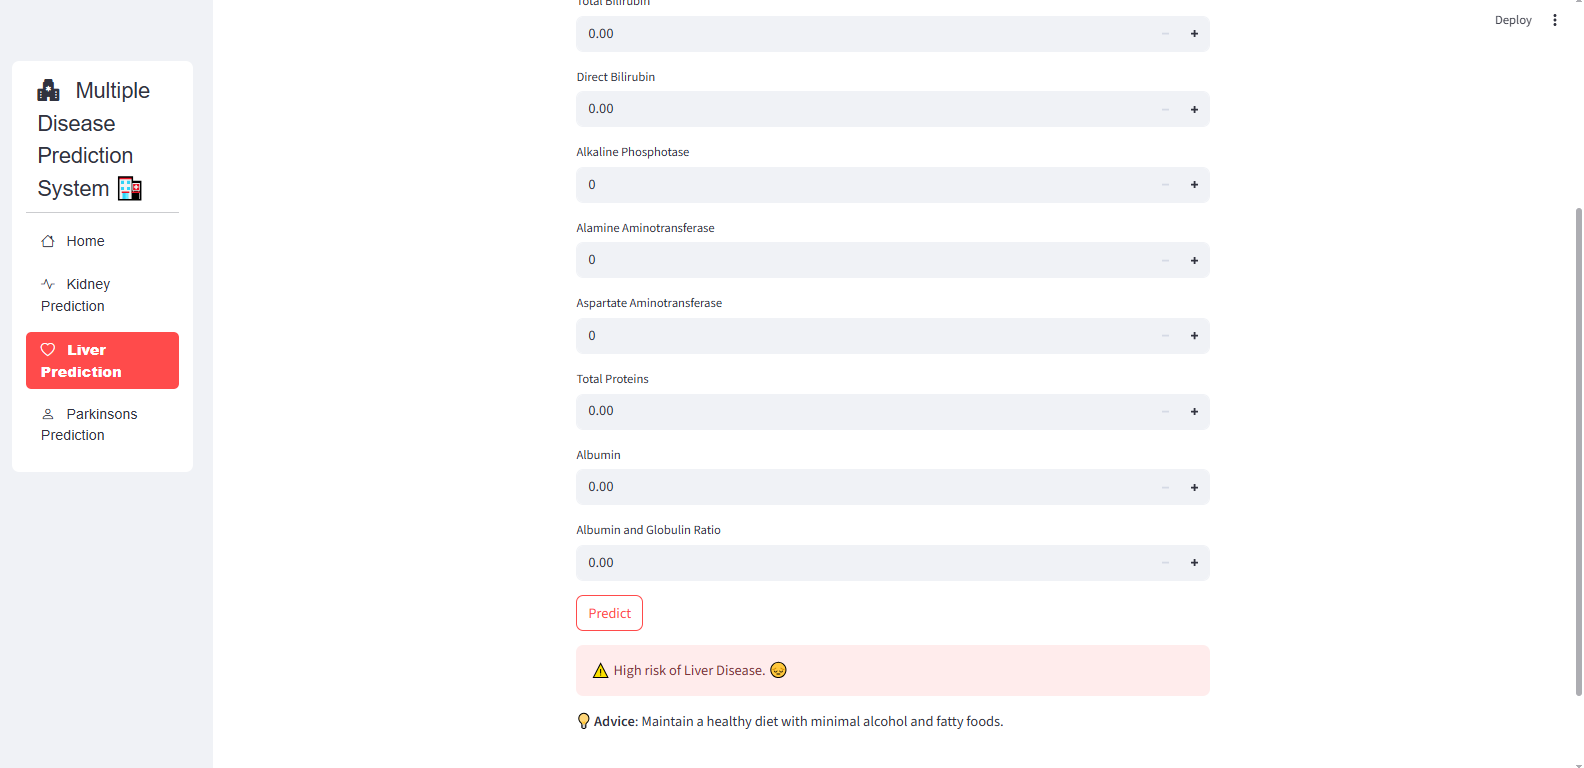 Multiple
Disease
Prediction
System
Home
Kidney
Prediction
Liver
Prediction
Parkinsons
Prediction
Deploy
Total Bilirubin
0.00
Direct Bilirubin
0.00
Alkaline Phosphotase
0
Alamine Aminotransferase
0
Aspartate Aminotransferase
0
Total Proteins
0.00
Albumin
0.00
Albumin and Globulin Ratio
0.00
Predict
High risk of Liver Disease.
Advice: Maintain a healthy diet with minimal alcohol and fatty foods.